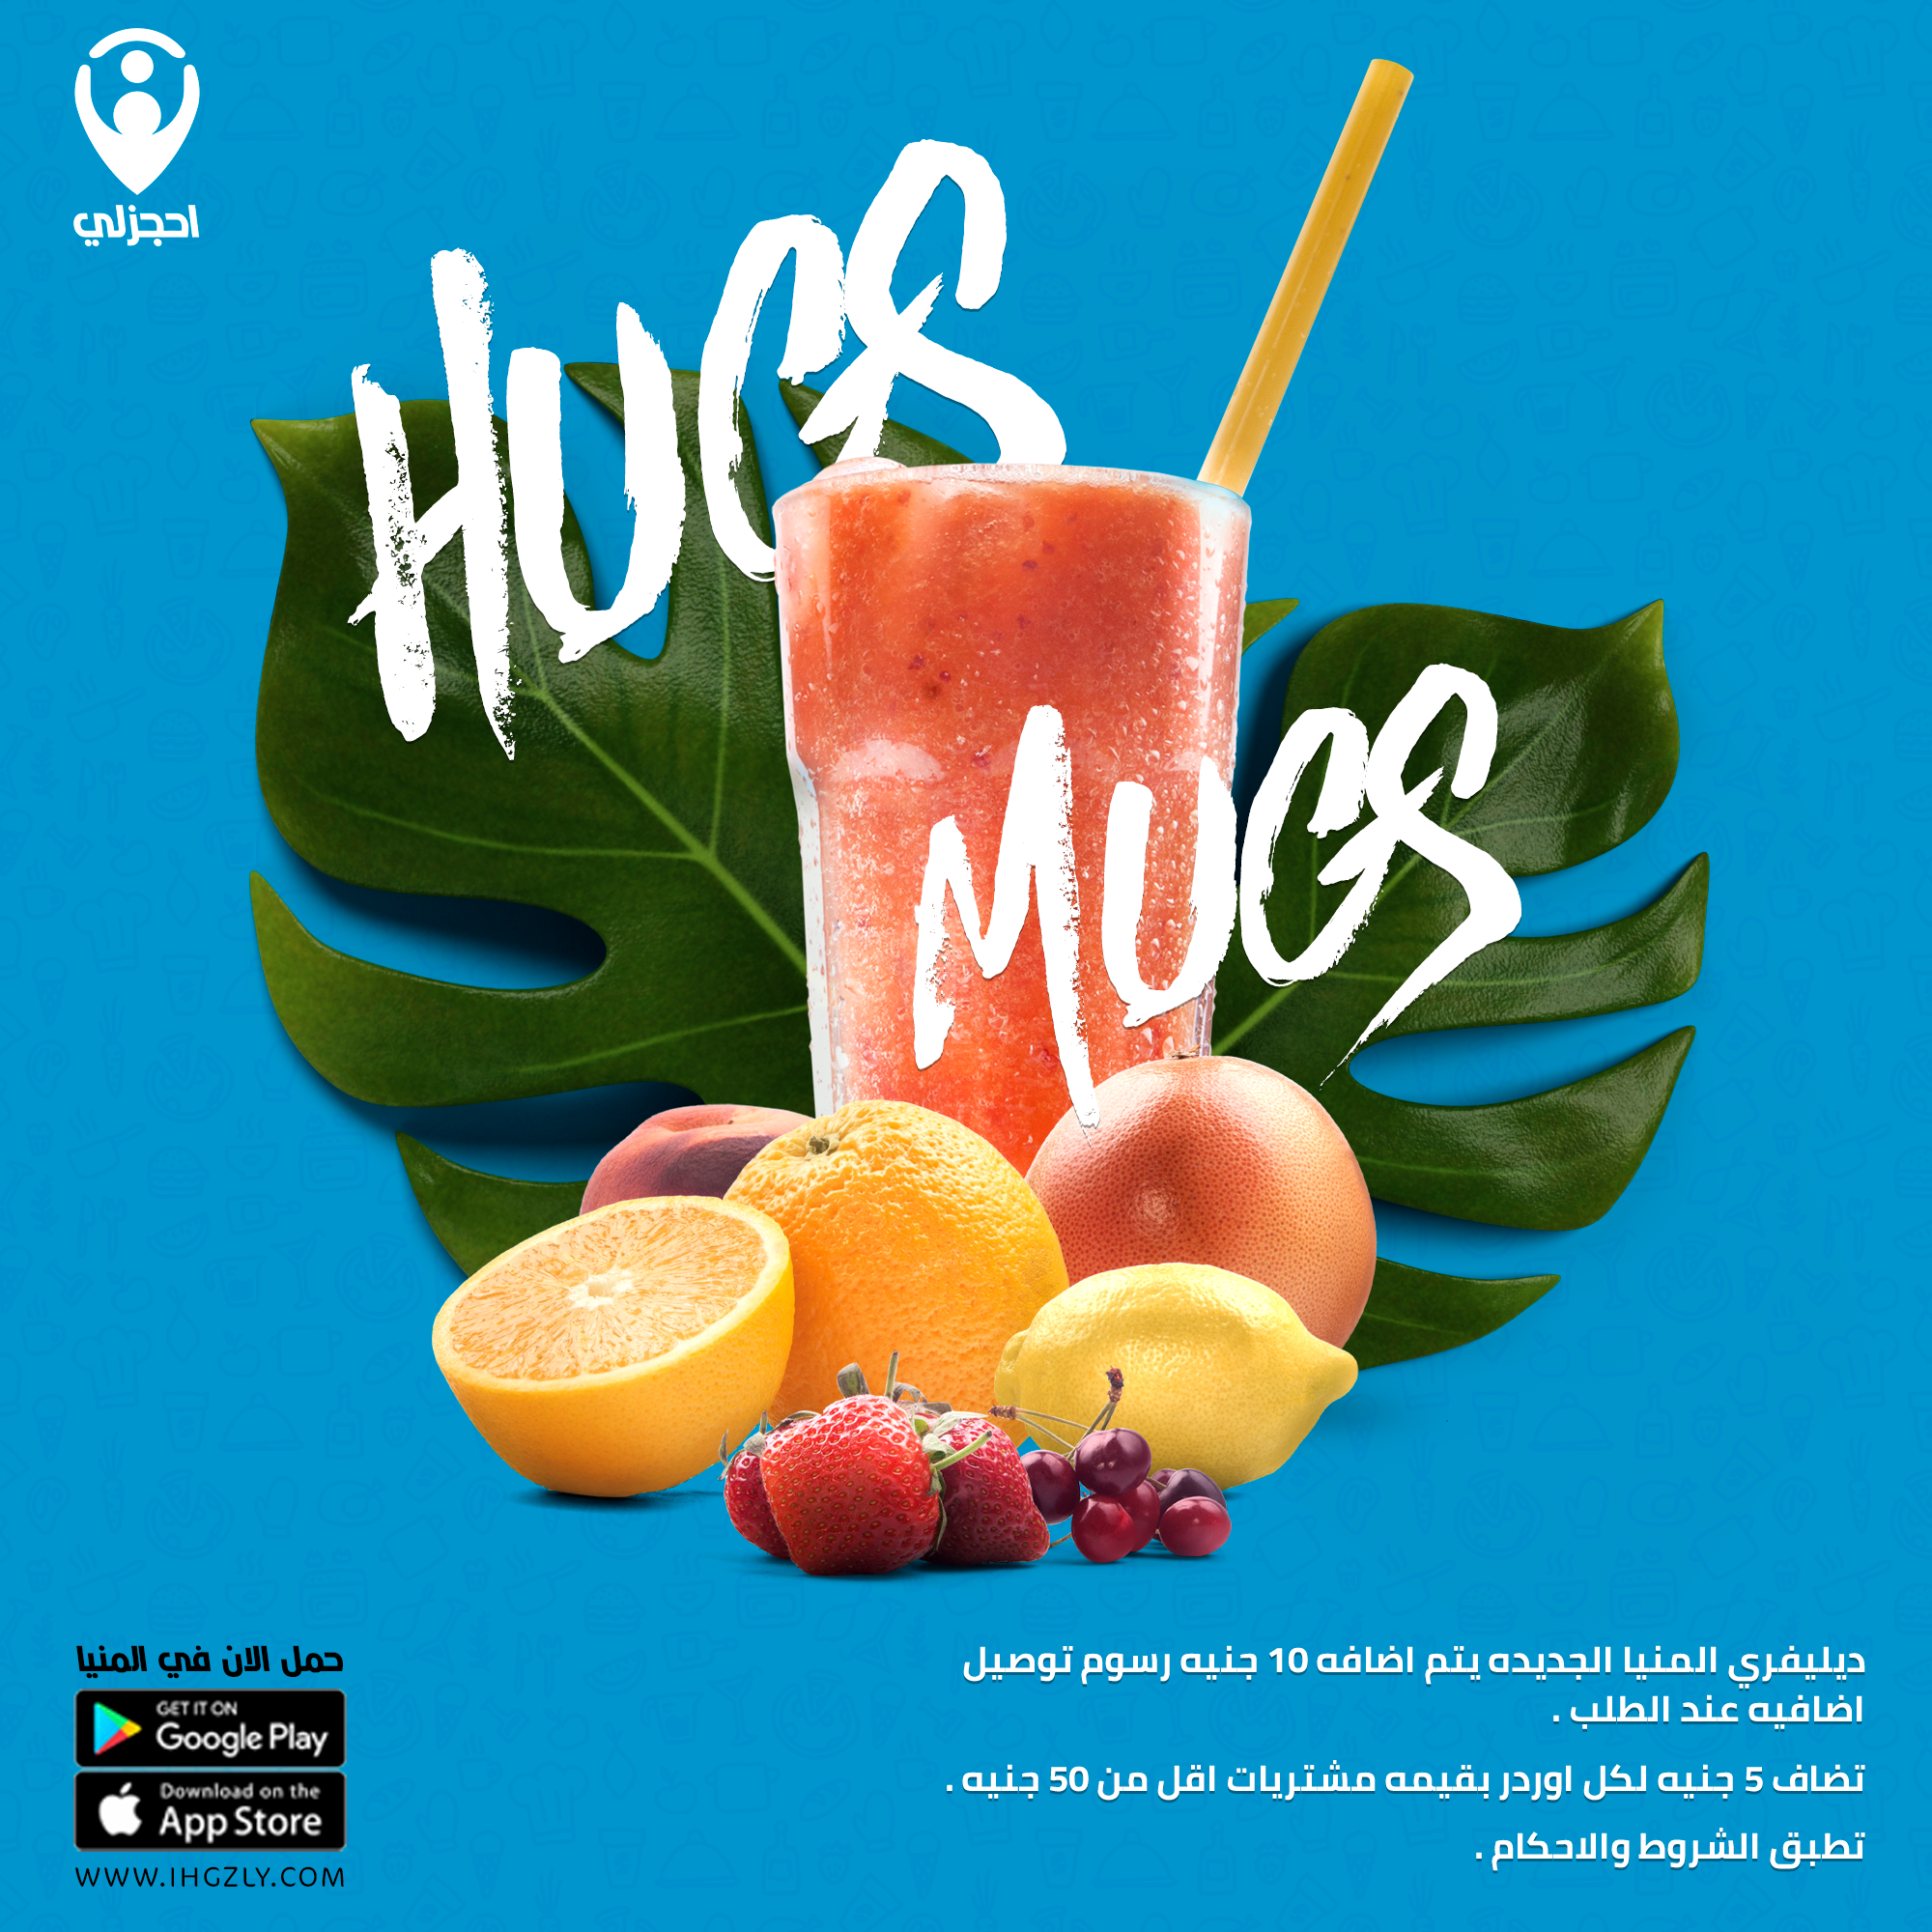 احجزلي
HUGS
MUGS
ديليفري المنيا الجديده يتم اضافه 10 جنيه رسوم توصيل
اضافيه عند الطلب .
تضاف 5 جنيه لكل اوردر بقيمه مشتريات اقل من 50 جنيه .
تطبق الشروط والاحكام .
حمل الان في المنيا
GET IT ON
Google Play
Download on the
App Store
WWW.IHGZLY.COM